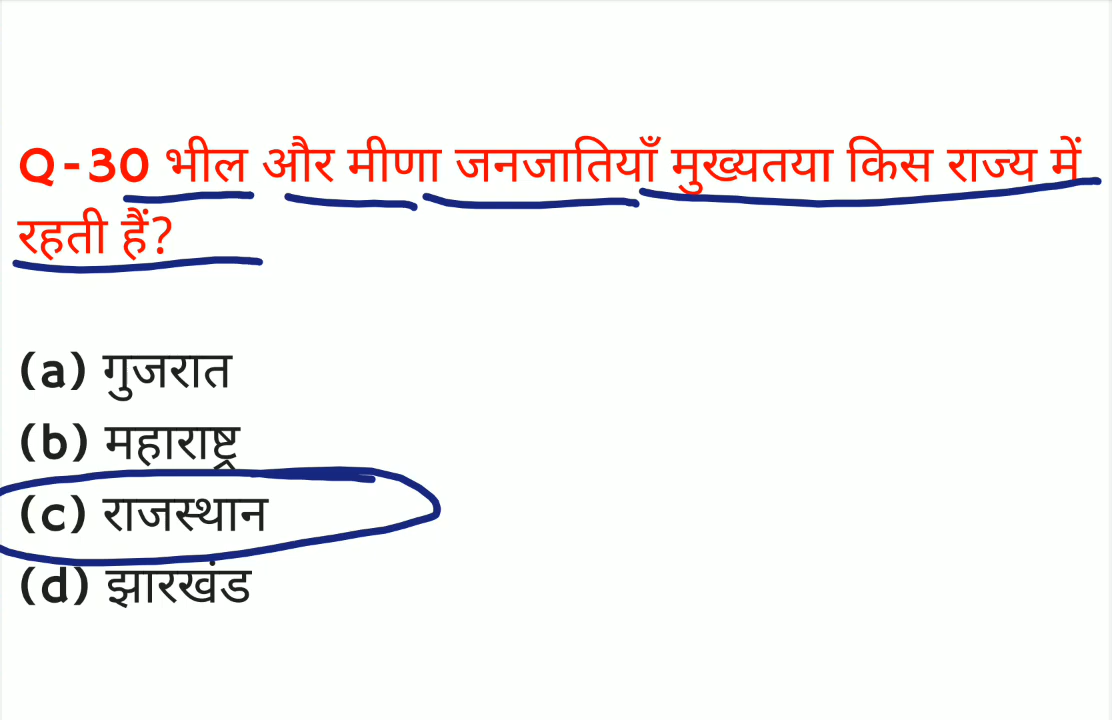 Q-30 भील और मीणा जनजातियाँ मुख्यतया किस राज्य में
रहती हैं?
(a) गुजरात
(b) महाराष्ट्र
(c) राजस्थान
(d) झारखंड